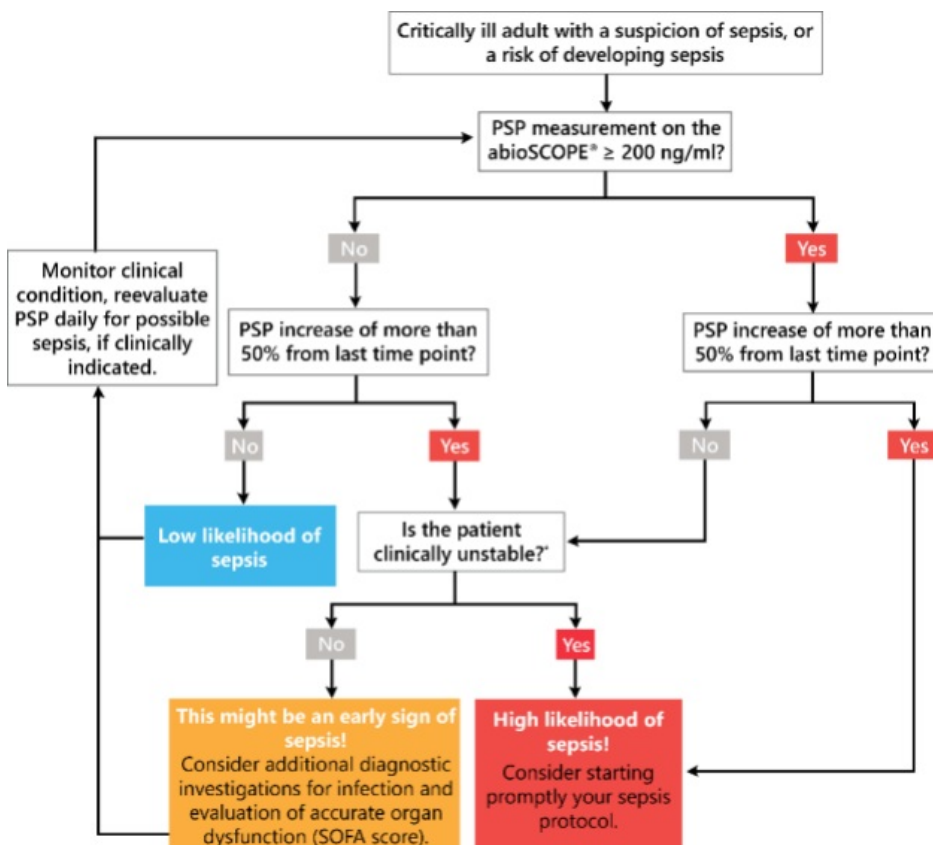 Critically ill adult with a suspicion of sepsis, or
a risk of developing sepsis
PSP measurement on the
abioSCOPE® ≥ 200 ng/ml?
No
Yes
Monitor clinical
condition, reevaluate
PSP daily for possible
sepsis, if clinically
indicated.
PSP increase of more than
50% from last time point?
PSP increase of more than
50% from last time point?
No
Yes
No
Yes
Low likelihood of
sepsis
Is the patient
clinically unstable?*
No
Yes
This might be an early sign of
sepsis!
Consider additional diagnostic
investigations for infection and
evaluation of accurate organ
dysfunction (SOFA score).
High likelihood of
sepsis!
Consider starting
promptly your sepsis
protocol.